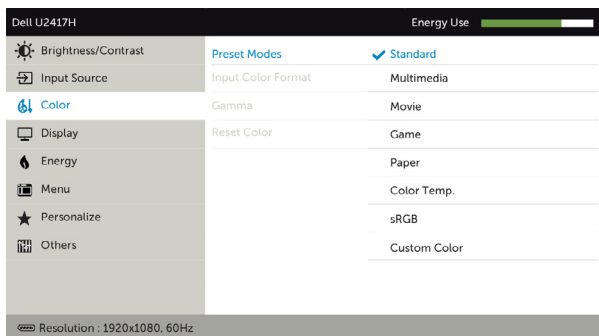 Dell U2417H Energy Use
Brightness/Contrast Preset Modes Standard
Input Source Input Color Format Multimedia
Color Gamma Movie
Display Reset Color Game
Energy Paper
Menu Color Temp.
Personalize sRGB
Others Custom Color
Resolution : 1920x1080, 60Hz